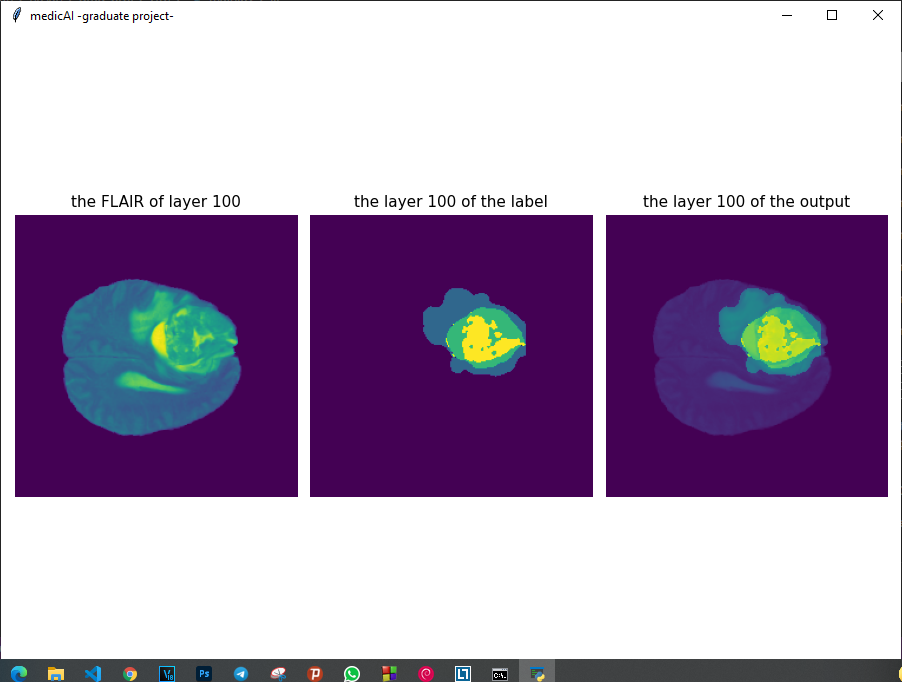 medicAI -graduate project-
the FLAIR of layer 100
the layer 100 of the label
the layer 100 of the output